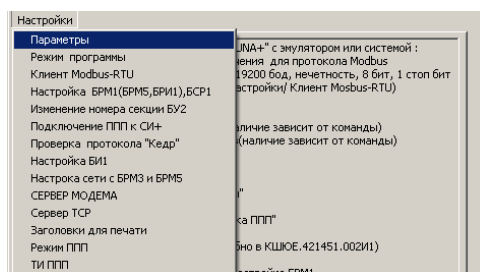 Настройки
Параметры
JNA+" с эмулятором или системой :
Режим программы
ения для протокола Modbus
Клиент Modbus-RTU
19200 бод, нечетность, 8 бит, 1 стоп бит
Настройка БРМ1(БРМ5,БРИ1),БСР1
астройки/ Клиент Mosbus-RTU)
Изменение номера секции БУ2
Подключение ППП к СИ+
аличие зависит от команды)
Проверка протокола "Кедр"
(наличие зависит от команды)
Настройка БИ1
Настрока сети с БРМ3 и БРМ5
СЕРВЕР МОДЕМА
Сервер TCP
ка ППП"
Заголовки для печати
Режим ППП
бно в КШЮЕ.421451.002И1)
ТИ ППП